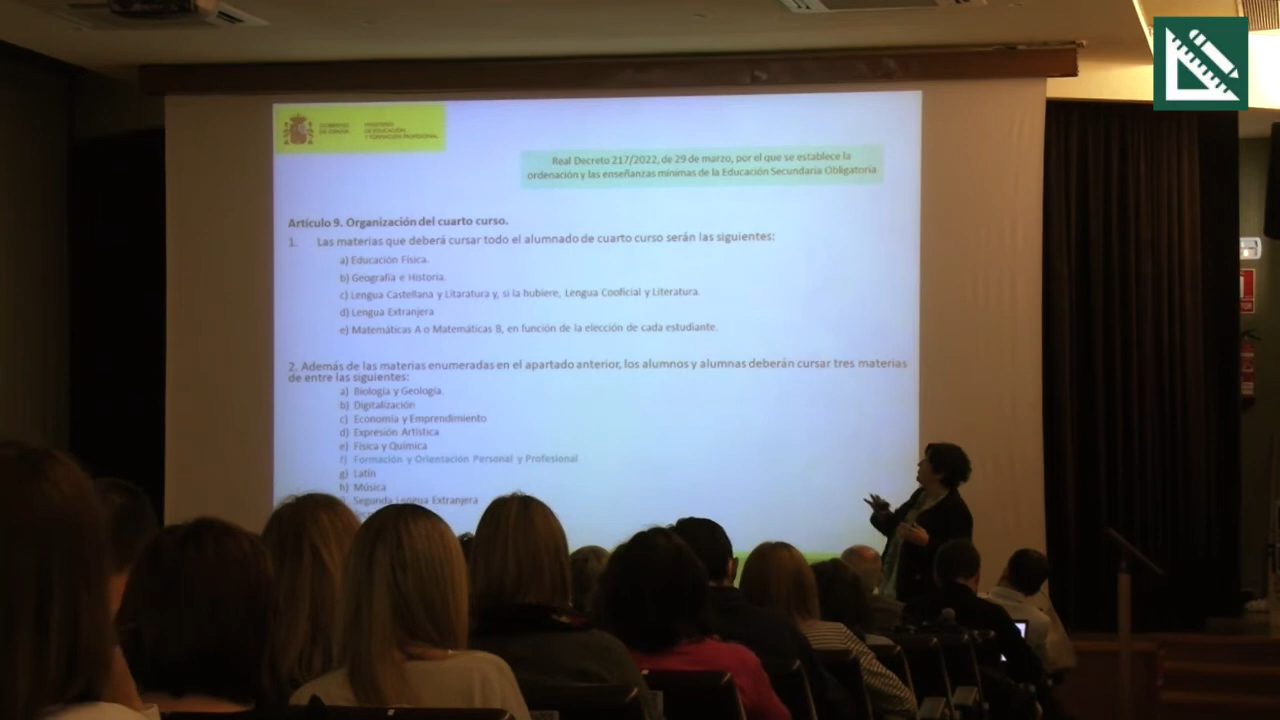 GOBIERNO
DE ESPAÑA
MINISTERIO
DE EDUCACIÓN
Y FORMACIÓN PROFESIONAL
Real Decreto 217/2022, de 29 de marzo, por el que se establece la
ordenación y las enseñanzas mínimas de la Educación Secundaria Obligatoria
Artículo 9. Organización del cuarto curso.
1. Las materias que deberá cursar todo el alumnado de cuarto curso serán las siguientes:
a) Educación Física.
b) Geografía e Historia.
c) Lengua Castellana y Litaratura y, si la hubiere, Lengua Cooficial y Literatura.
d) Lengua Extranjera
e) Matemáticas A o Matemáticas B, en función de la elección de cada estudiante.
2. Además de las materias enumeradas en el apartado anterior, los alumnos y alumnas deberán cursar tres materias
de entre las siguientes:
a) Biología y Geología.
b) Digitalización
c) Economía y Emprendimiento
d) Expresión Artística
e) Física y Química
f) Formación y Orientación Personal y Profesional
g) Latín
h) Música
Segunda Lengua Extranjera